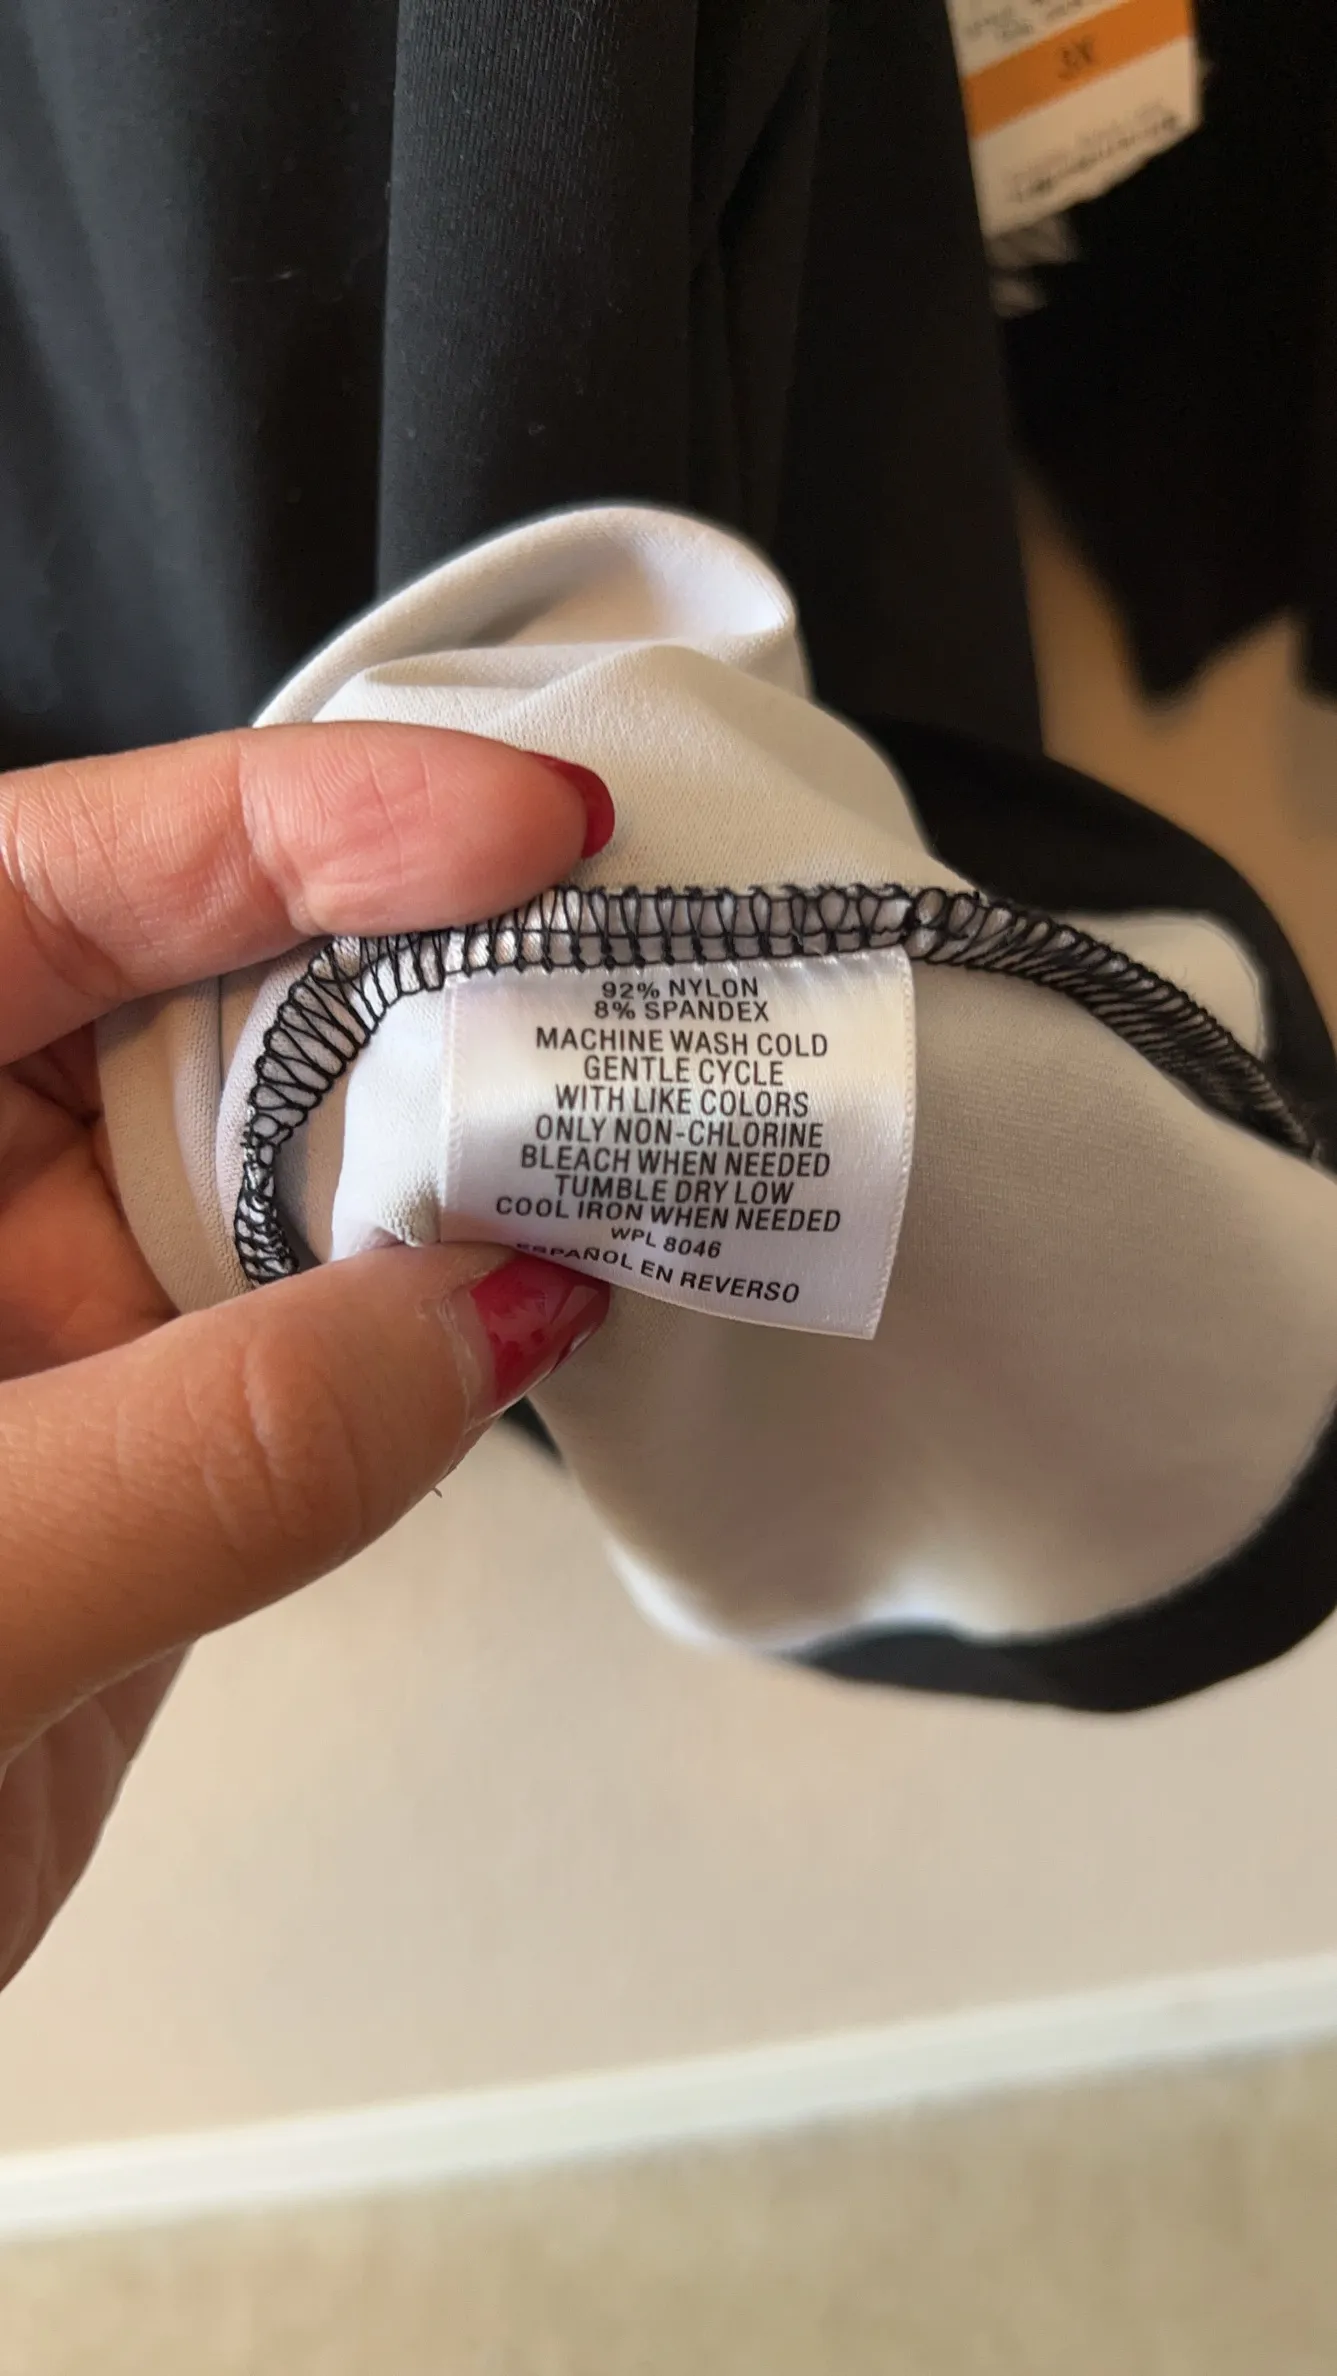 3X
92% NYLON
8% SPANDEX
MACHINE WASH COLD
GENTLE CYCLE
WITH LIKE COLORS
ONLY NON-CHLORINE
BLEACH WHEN NEEDED
TUMBLE DRY LOW
COOL IRON WHEN NEEDED
WPL 8046
ESPAÑOL EN REVERSO